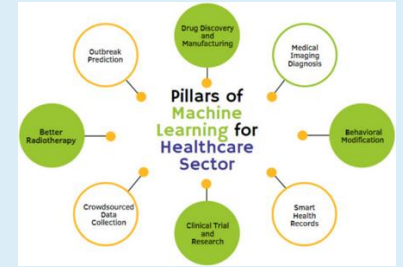 Drug Discovery
and
Manufacturing
Outbreak
Prediction
Medical
Imaging
Diagnosis
Pillars of
Machine
Learning for
Healthcare
Sector
Better
Radiotherapy
Behavioral
Modification
Crowdsourced
Data
Collection
Smart
Health
Records
Clinical Trial
and
Research